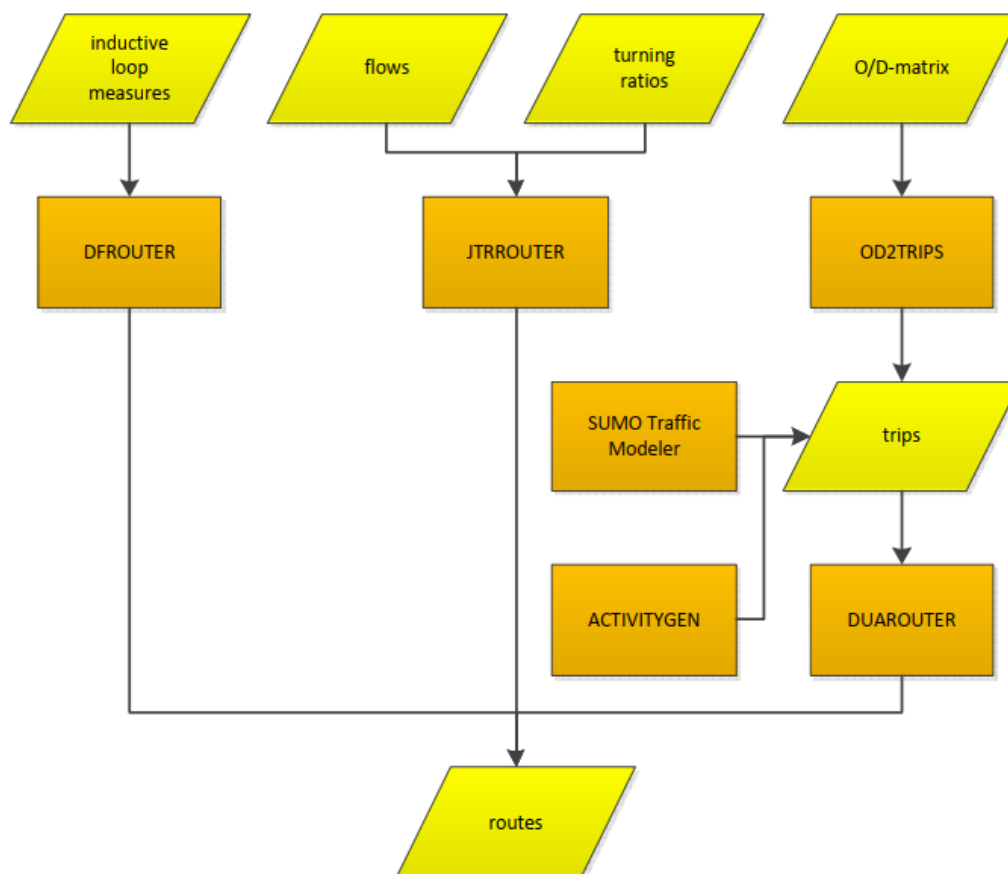 inductive
loop
measures
flows
turning
ratios
O/D-matrix
DFROUTER
JTRROUTER
OD2TRIPS
SUMO Traffic
Modeler
trips
ACTIVITYGEN
DUAROUTER
routes